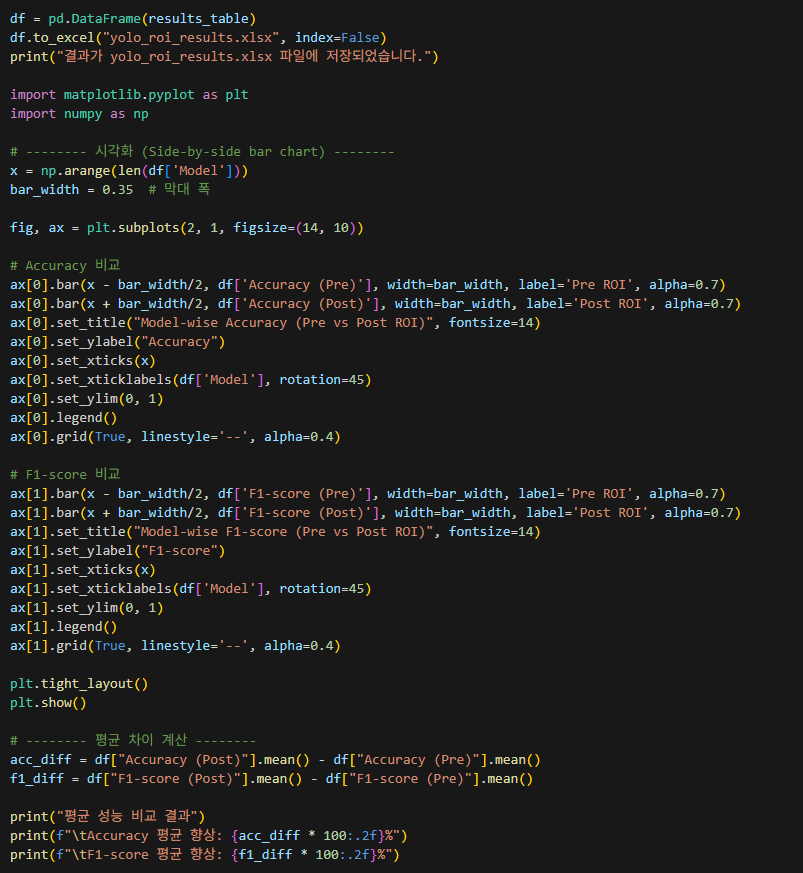 df = pd.DataFrame(results_table)
df.to_excel("yolo_roi_results.xlsx", index=False)
print("결과가 yolo_roi_results.xlsx 파일에 저장되었습니다.")

import matplotlib.pyplot as plt
import numpy as np

# -------- 시각화 (Side-by-side bar chart) --------
x = np.arange(len(df['Model']))
bar_width = 0.35  # 막대 폭

fig, ax = plt.subplots(2, 1, figsize=(14, 10))

# Accuracy 비교
ax[0].bar(x - bar_width/2, df['Accuracy (Pre)'], width=bar_width, label='Pre ROI', alpha=0.7)
ax[0].bar(x + bar_width/2, df['Accuracy (Post)'], width=bar_width, label='Post ROI', alpha=0.7)
ax[0].set_title("Model-wise Accuracy (Pre vs Post ROI)", fontsize=14)
ax[0].set_ylabel("Accuracy")
ax[0].set_xticks(x)
ax[0].set_xticklabels(df['Model'], rotation=45)
ax[0].set_ylim(0, 1)
ax[0].legend()
ax[0].grid(True, linestyle='--', alpha=0.4)

# F1-score 비교
ax[1].bar(x - bar_width/2, df['F1-score (Pre)'], width=bar_width, label='Pre ROI', alpha=0.7)
ax[1].bar(x + bar_width/2, df['F1-score (Post)'], width=bar_width, label='Post ROI', alpha=0.7)
ax[1].set_title("Model-wise F1-score (Pre vs Post ROI)", fontsize=14)
ax[1].set_ylabel("F1-score")
ax[1].set_xticks(x)
ax[1].set_xticklabels(df['Model'], rotation=45)
ax[1].set_ylim(0, 1)
ax[1].legend()
ax[1].grid(True, linestyle='--', alpha=0.4)

plt.tight_layout()
plt.show()

# -------- 평균 차이 계산 --------
acc_diff = df["Accuracy (Post)"].mean() - df["Accuracy (Pre)"].mean()
f1_diff = df["F1-score (Post)"].mean() - df["F1-score (Pre)"].mean()

print("평균 성능 비교 결과")
print(f"\tAccuracy 평균 향상: {acc_diff * 100:.2f}%")
print(f"\tF1-score 평균 향상: {f1_diff * 100:.2f}%")